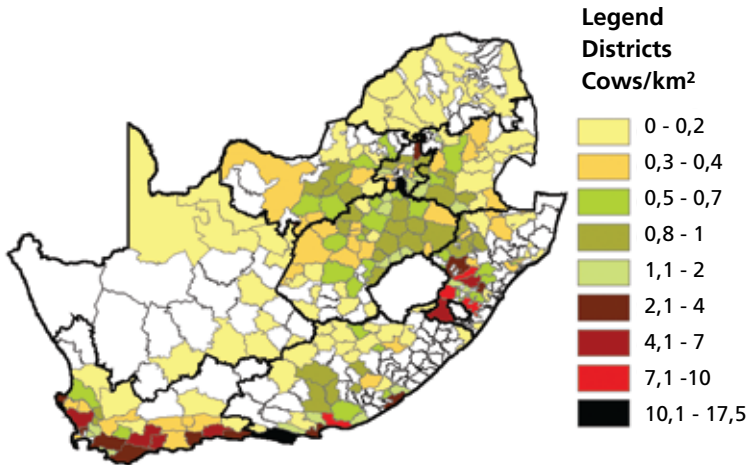 Legend
Districts
Cows/km²
0 - 0,2
0,3 - 0,4
0,5 - 0,7
0,8 - 1
1,1 - 2
2,1 - 4
4,1 - 7
7,1 -10
10,1 - 17,5